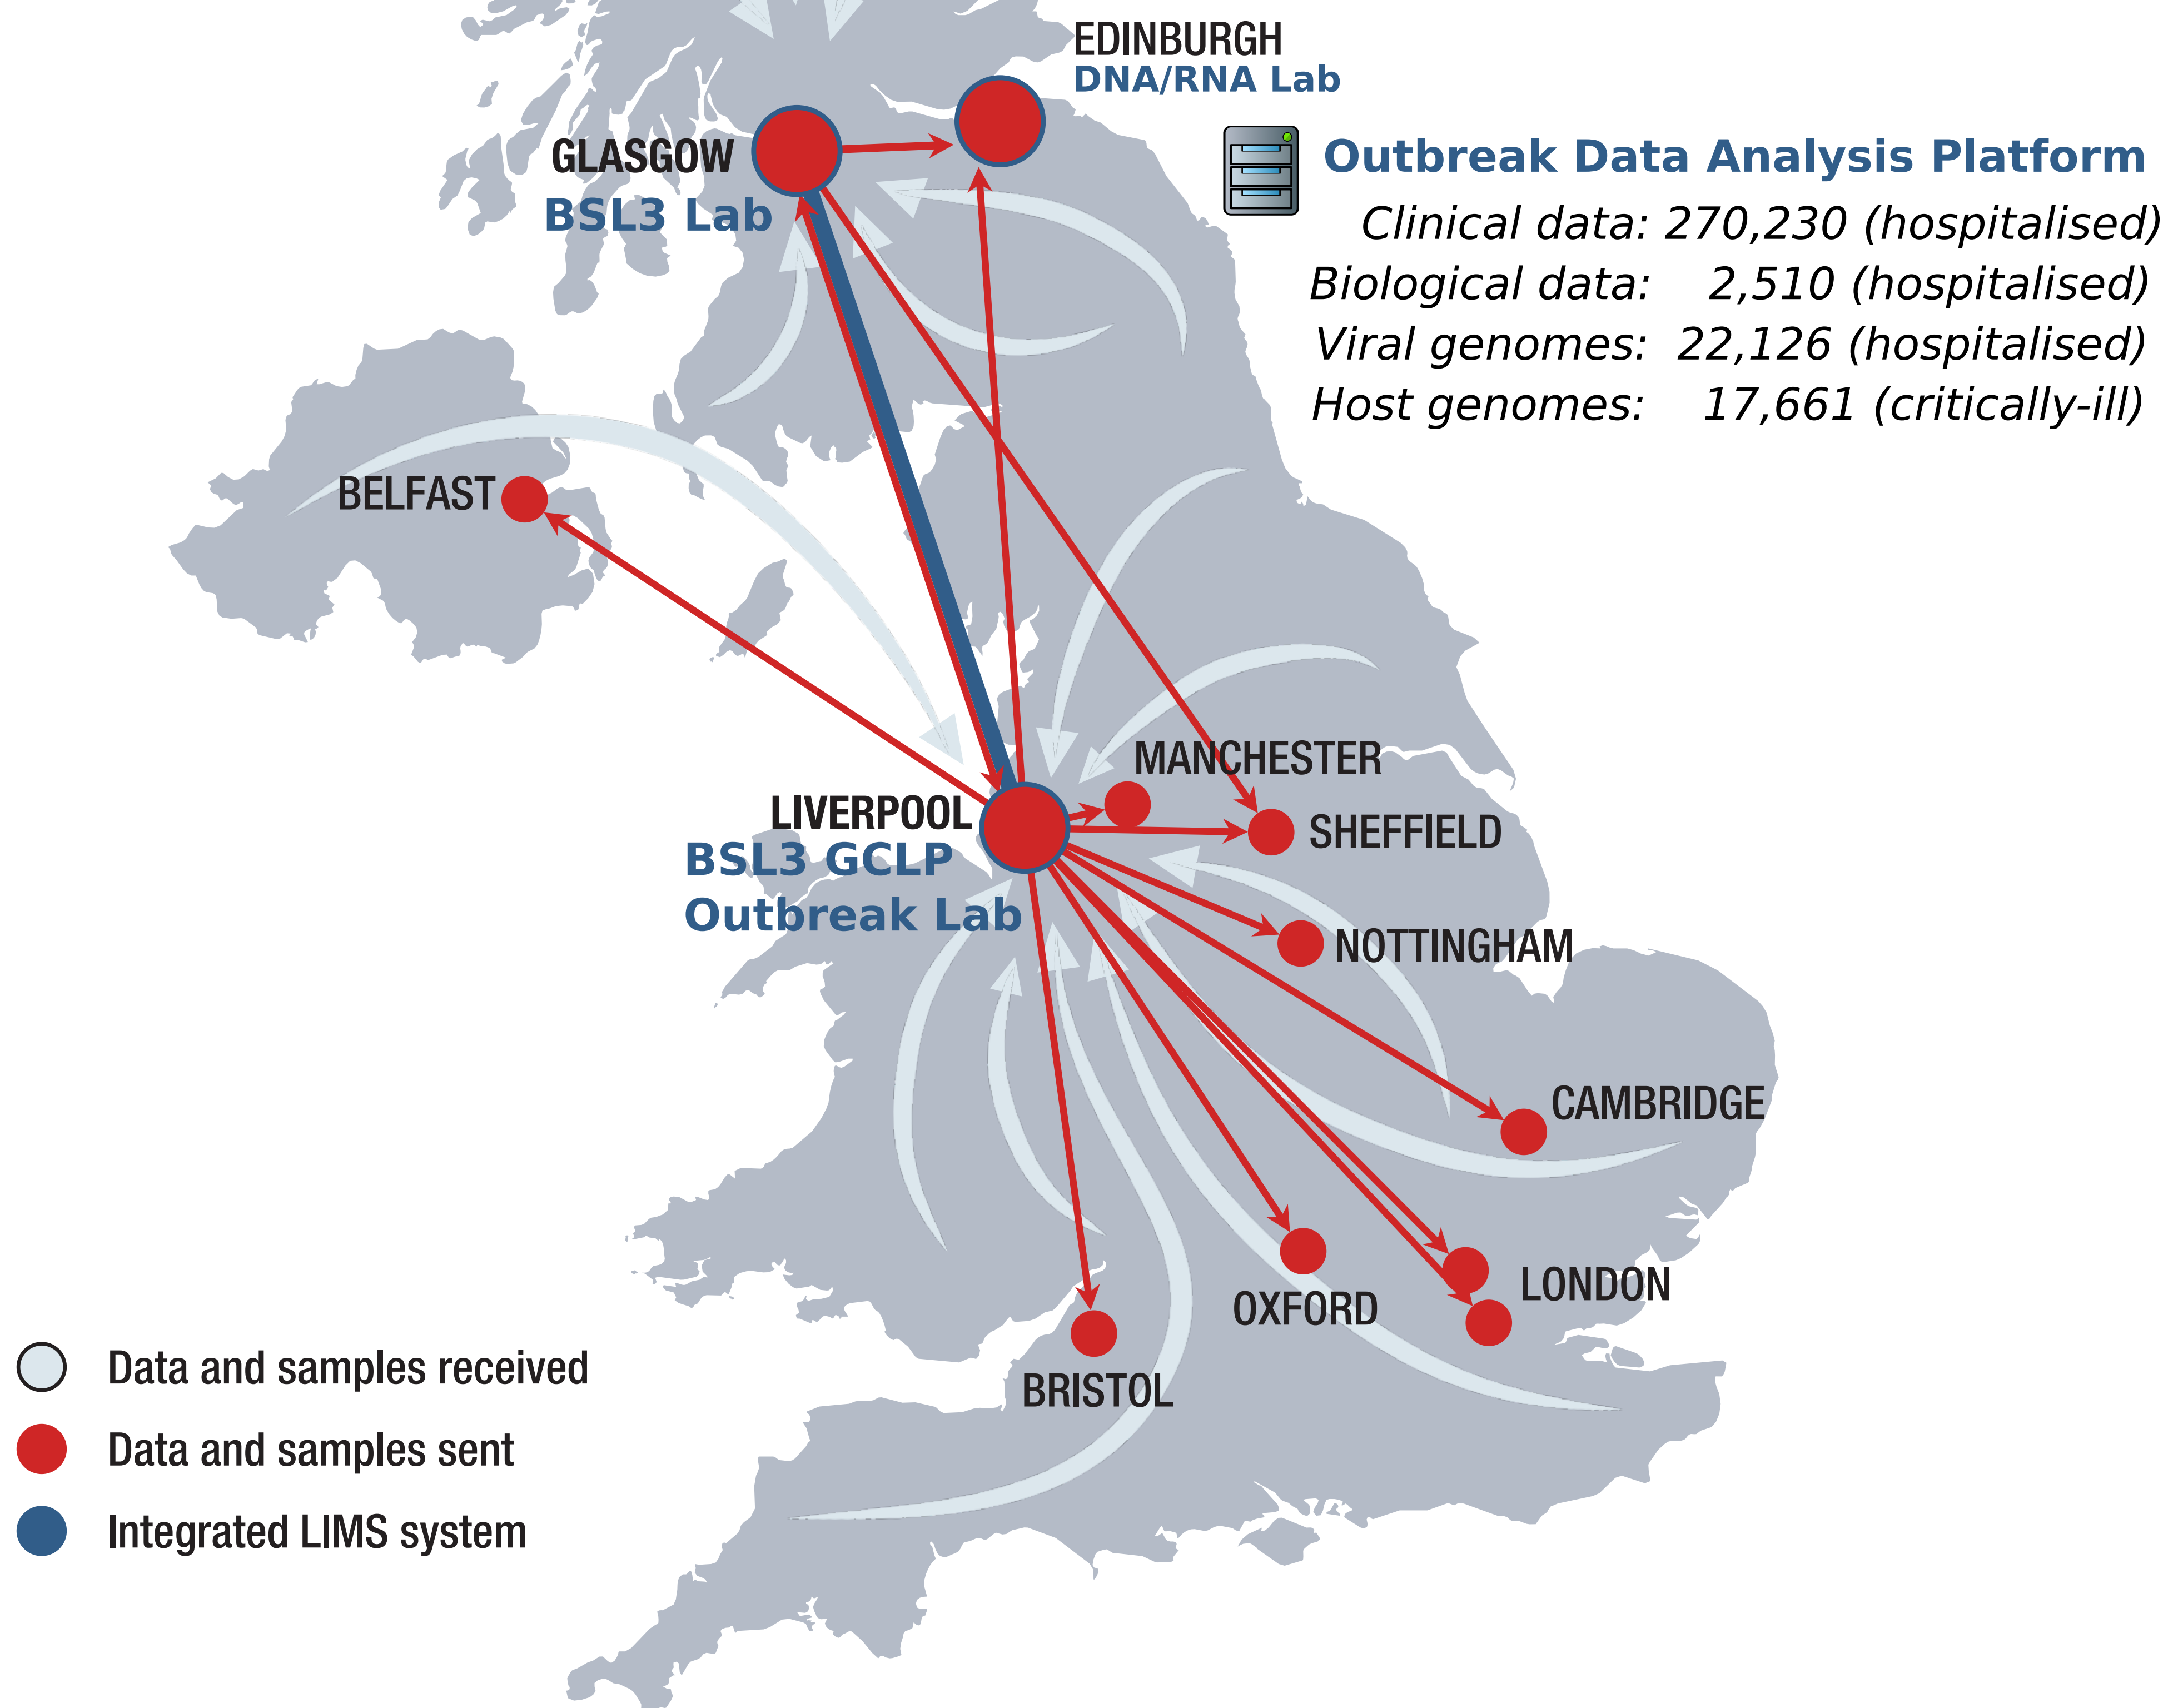 EDINBURGH
DNA/RNA Lab
GLASGOW
BSL3 Lab
Outbreak Data Analysis Platform
Clinical data: 270,230 (hospitalised)
Biological data: 2,510 (hospitalised)
Viral genomes: 22,126 (hospitalised)
Host genomes: 17,661 (critically-ill)
BELFAST
MANCHESTER
LIVERPOOL
BSL3 GCLP
Outbreak Lab
SHEFFIELD
NOTTINGHAM
CAMBRIDGE
LONDON
OXFORD
BRISTOL
Data and samples received
Data and samples sent
Integrated LIMS system